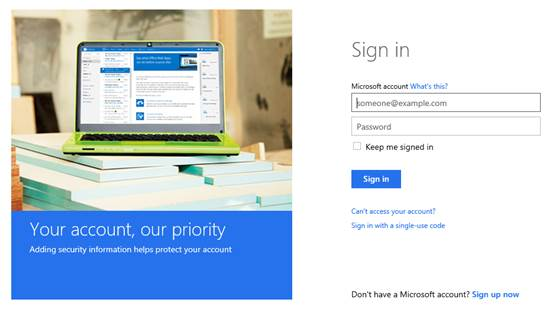 Sign in
Microsoft account What's this?
someone@example.com
Password
Keep me signed in
Sign in
Can't access your account?
Sign in with a single-use code
Don't have a Microsoft account? Sign up now
Your account, our priority
Adding security information helps protect your account